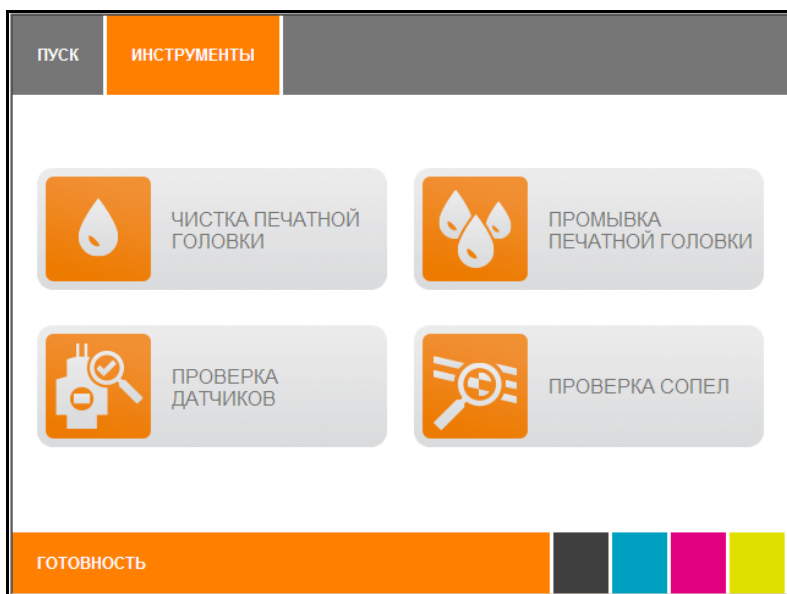 ПУСК
ИНСТРУМЕНТЫ
ЧИСТКА ПЕЧАТНОЙ
ГОЛОВКИ
ПРОМЫВКА
ПЕЧАТНОЙ ГОЛОВКИ
ПРОВЕРКА
ДАТЧИКОВ
ПРОВЕРКА СОПЕЛ
ГОТОВНОСТЬ